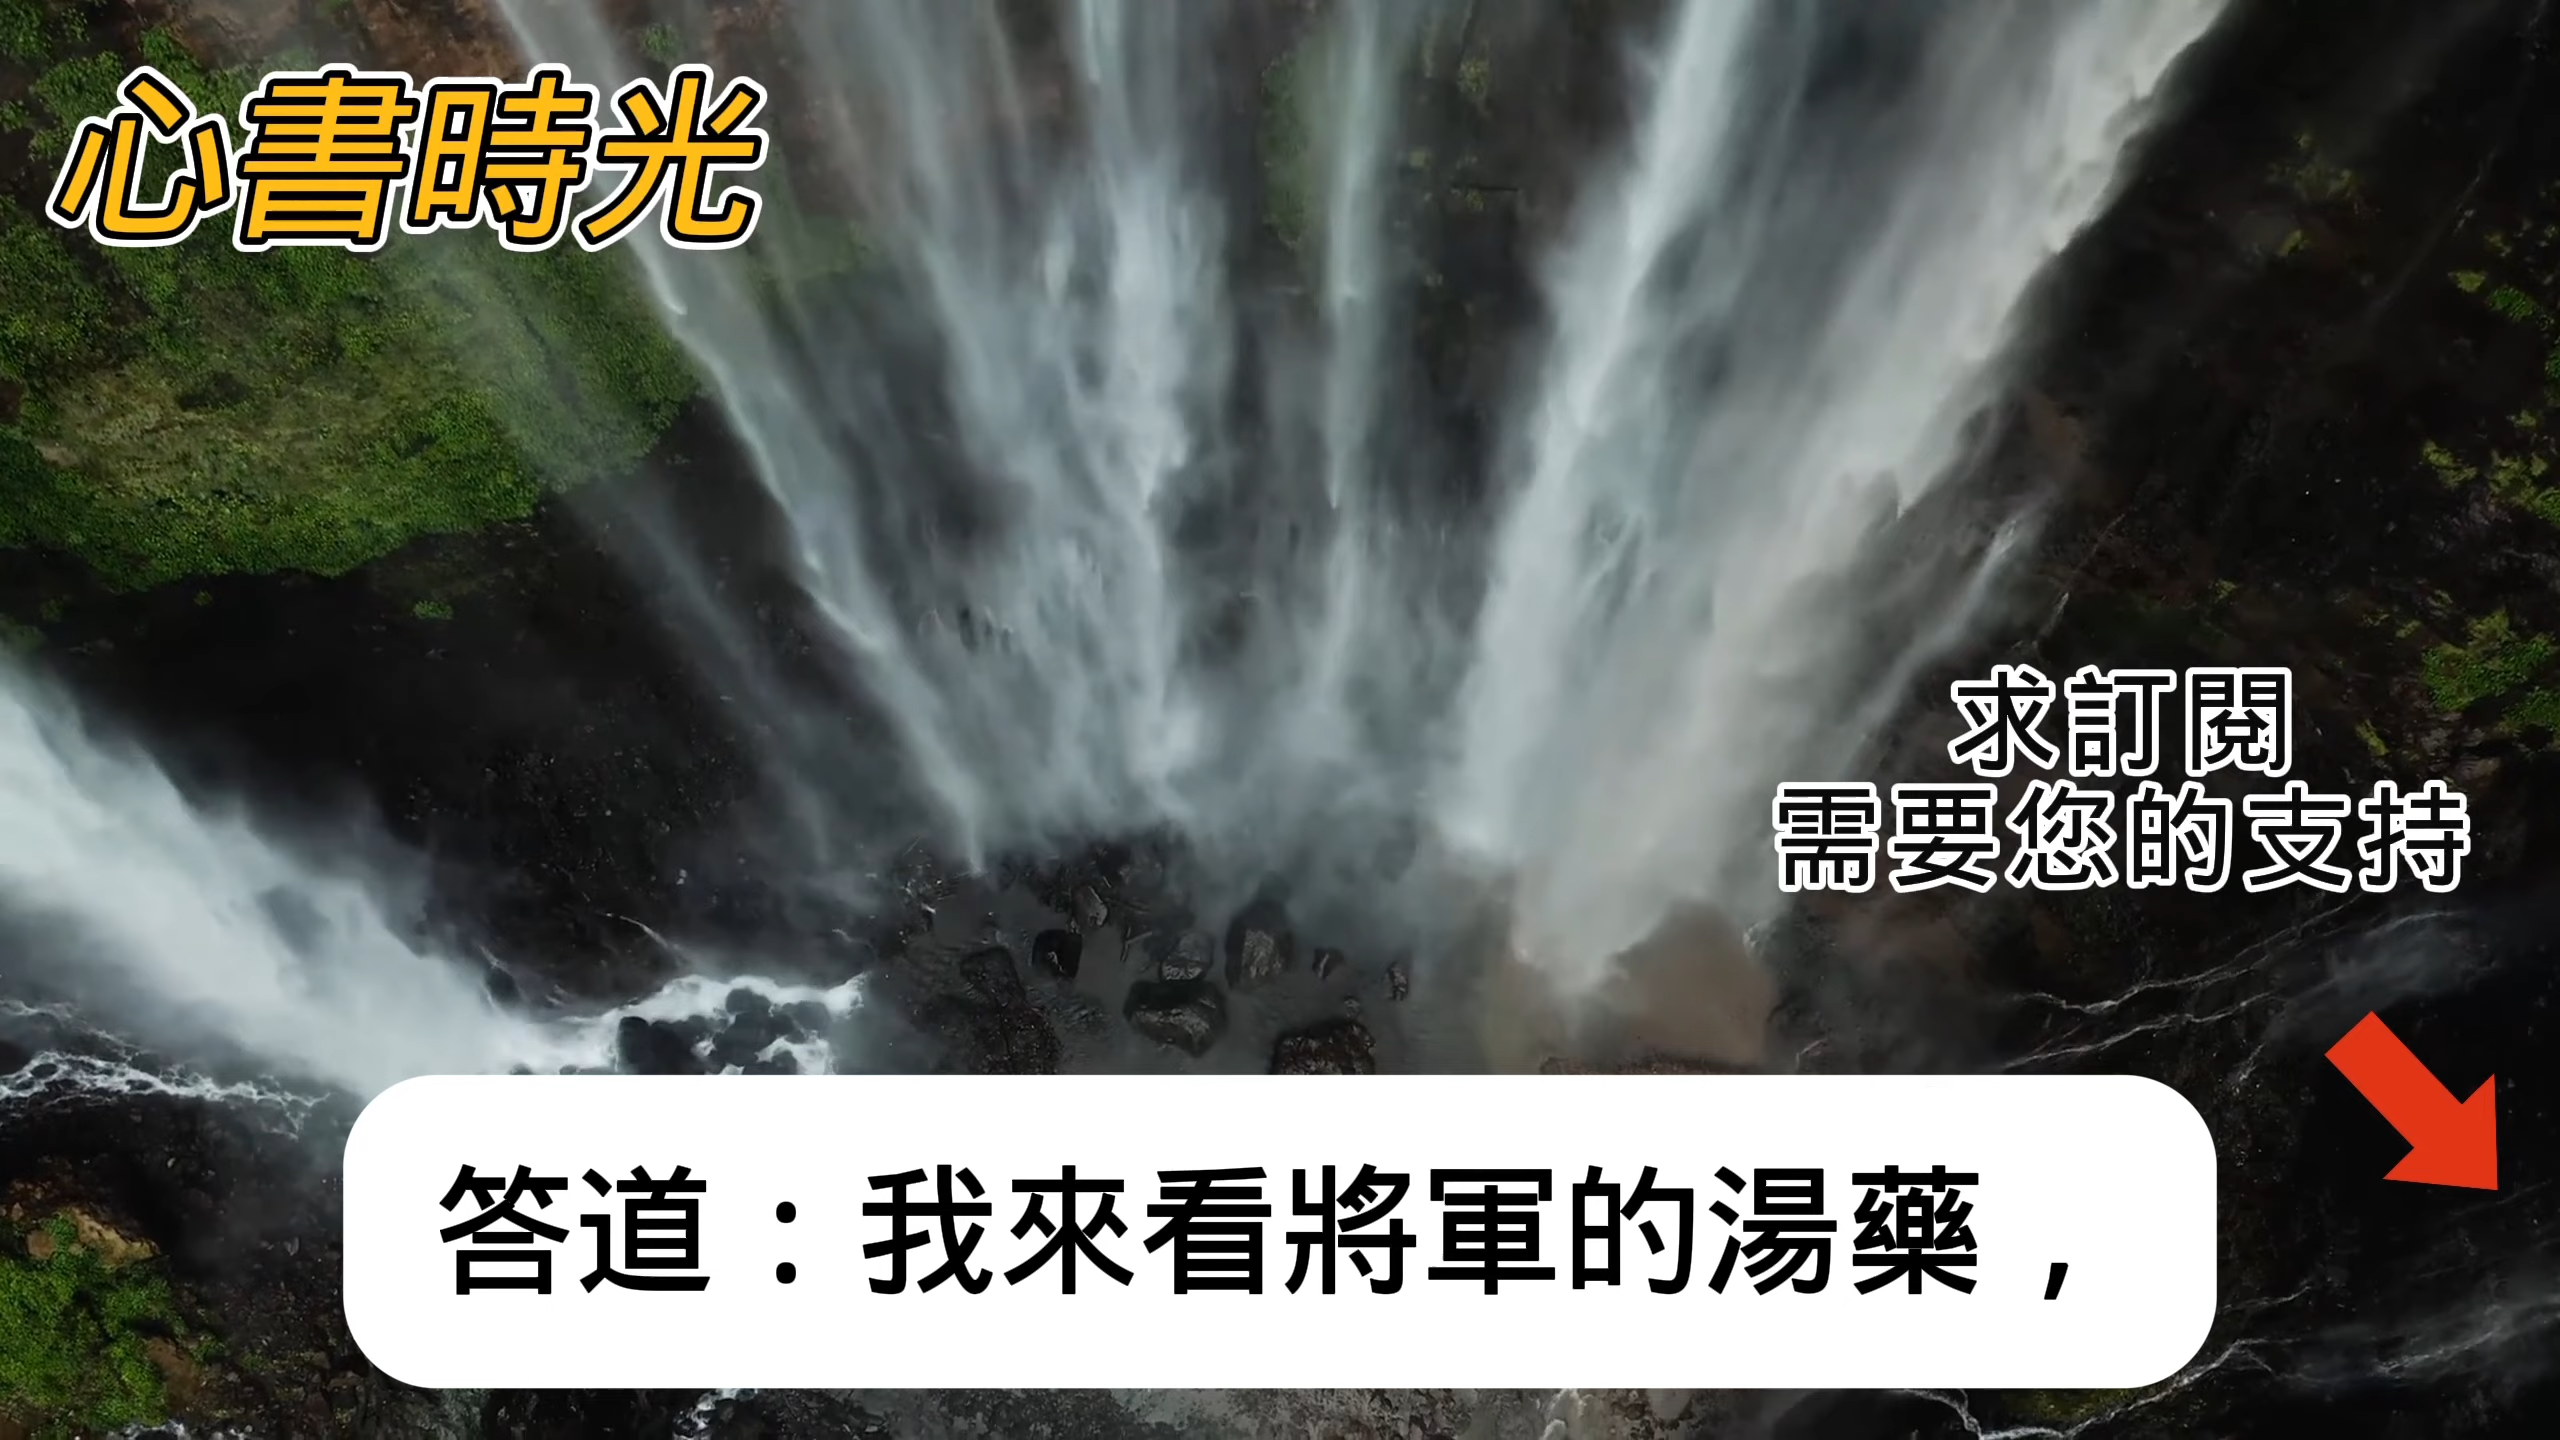 心書時光
求訂閱
需要您的支持
答道：我來看將軍的湯藥，